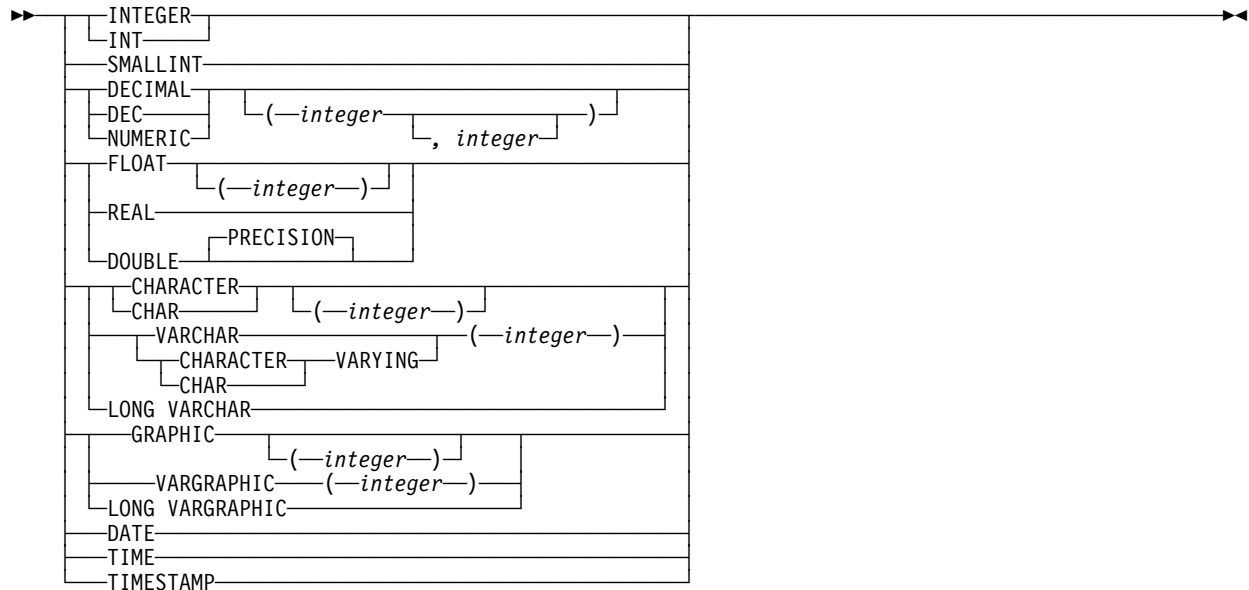 INTEGER
INT
SMALLINT
DECIMAL
DEC ( integer )
NUMERIC , integer
FLOAT
( integer )
REAL
PRECISION
DOUBLE
CHARACTER
CHAR ( integer )
VARCHAR ( integer )
CHARACTER VARYING
CHAR
LONG VARCHAR
GRAPHIC
( integer )
VARGRAPHIC ( integer )
LONG VARGRAPHIC
DATE
TIME
TIMESTAMP